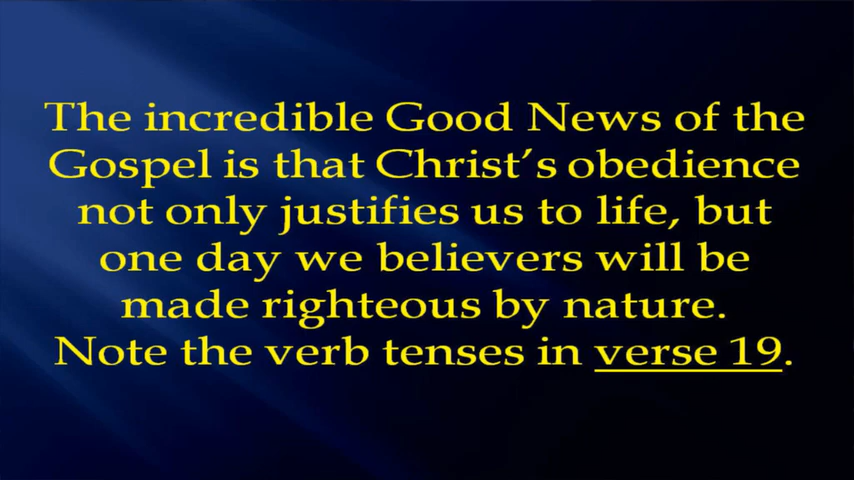 The incredible Good News of the
Gospel is that Christ's obedience
not only justifies us to life, but
one day we believers will be
made righteous by nature.
Note the verb tenses in verse 19.